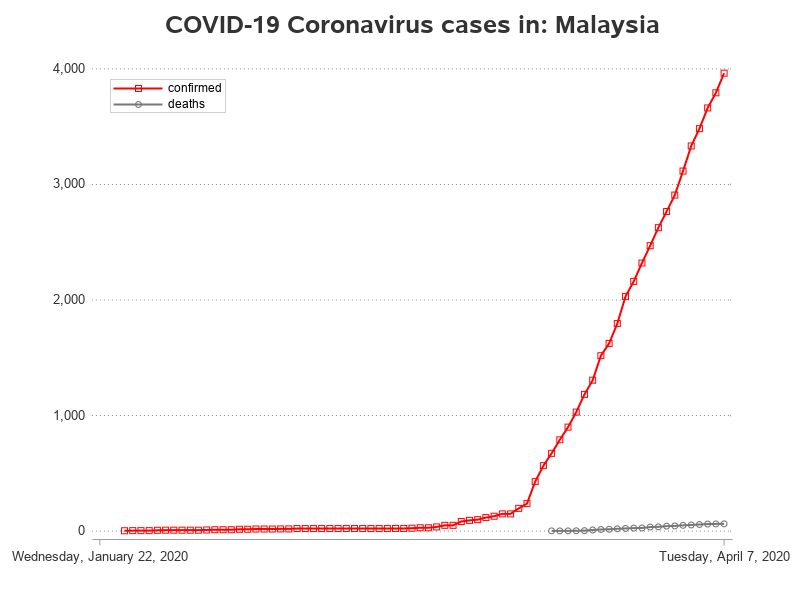 COVID-19 Coronavirus cases in: Malaysia
4,000
confirmed
deaths
3,000
2,000
1,000
0
Wednesday, January 22, 2020
Tuesday, April 7, 2020